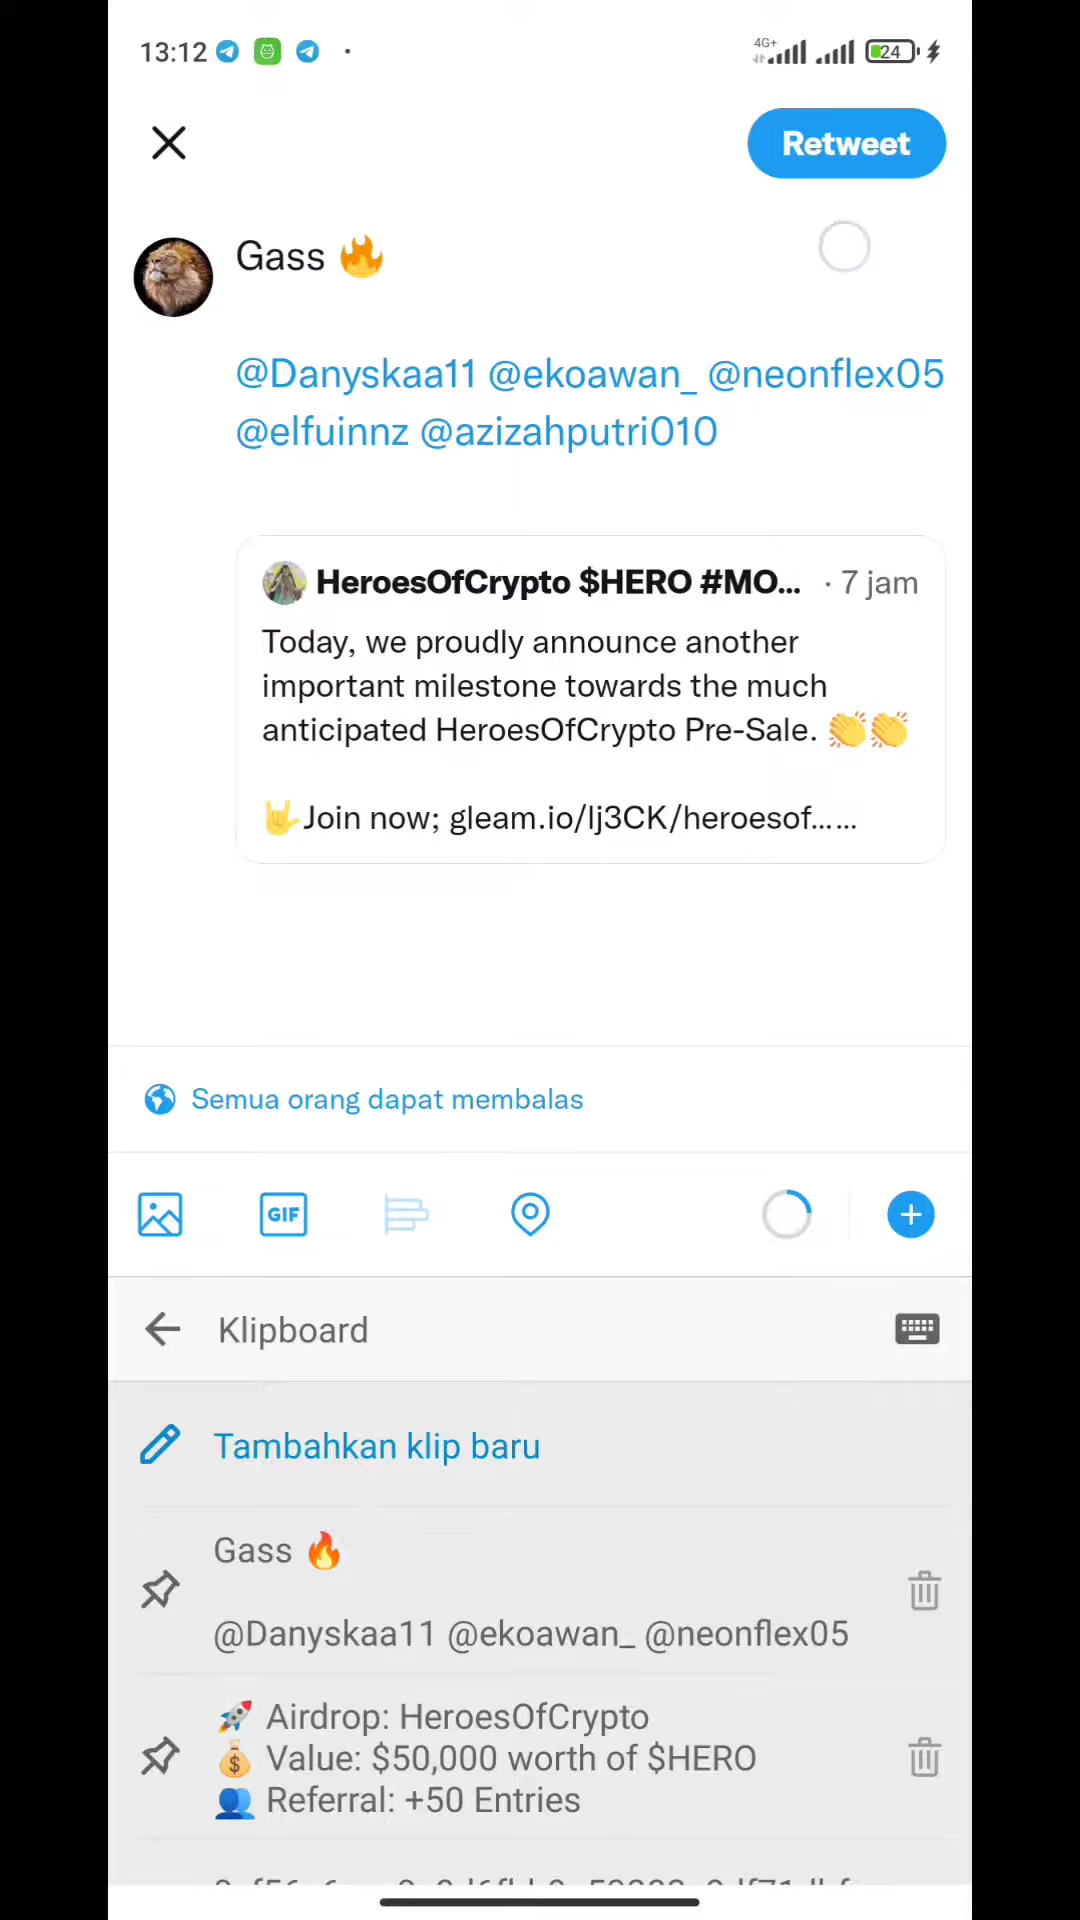 13:12
4G+
24
Retweet
Gass 🔥
@Danyskaa11 @ekoawan_ @neonflex05
@elfuinnz @azizahputri010
HeroesOfCrypto $HERO #MO... · 7 jam
Today, we proudly announce another
important milestone towards the much
anticipated HeroesOfCrypto Pre-Sale. 👏👏
🤟Join now; gleam.io/lj3CK/heroesof……
Semua orang dapat membalas
GIF
Klipboard
Tambahkan klip baru
Gass 🔥
@Danyskaa11 @ekoawan_ @neonflex05
🚀 Airdrop: HeroesOfCrypto
💰 Value: $50,000 worth of $HERO
👥 Referral: +50 Entries